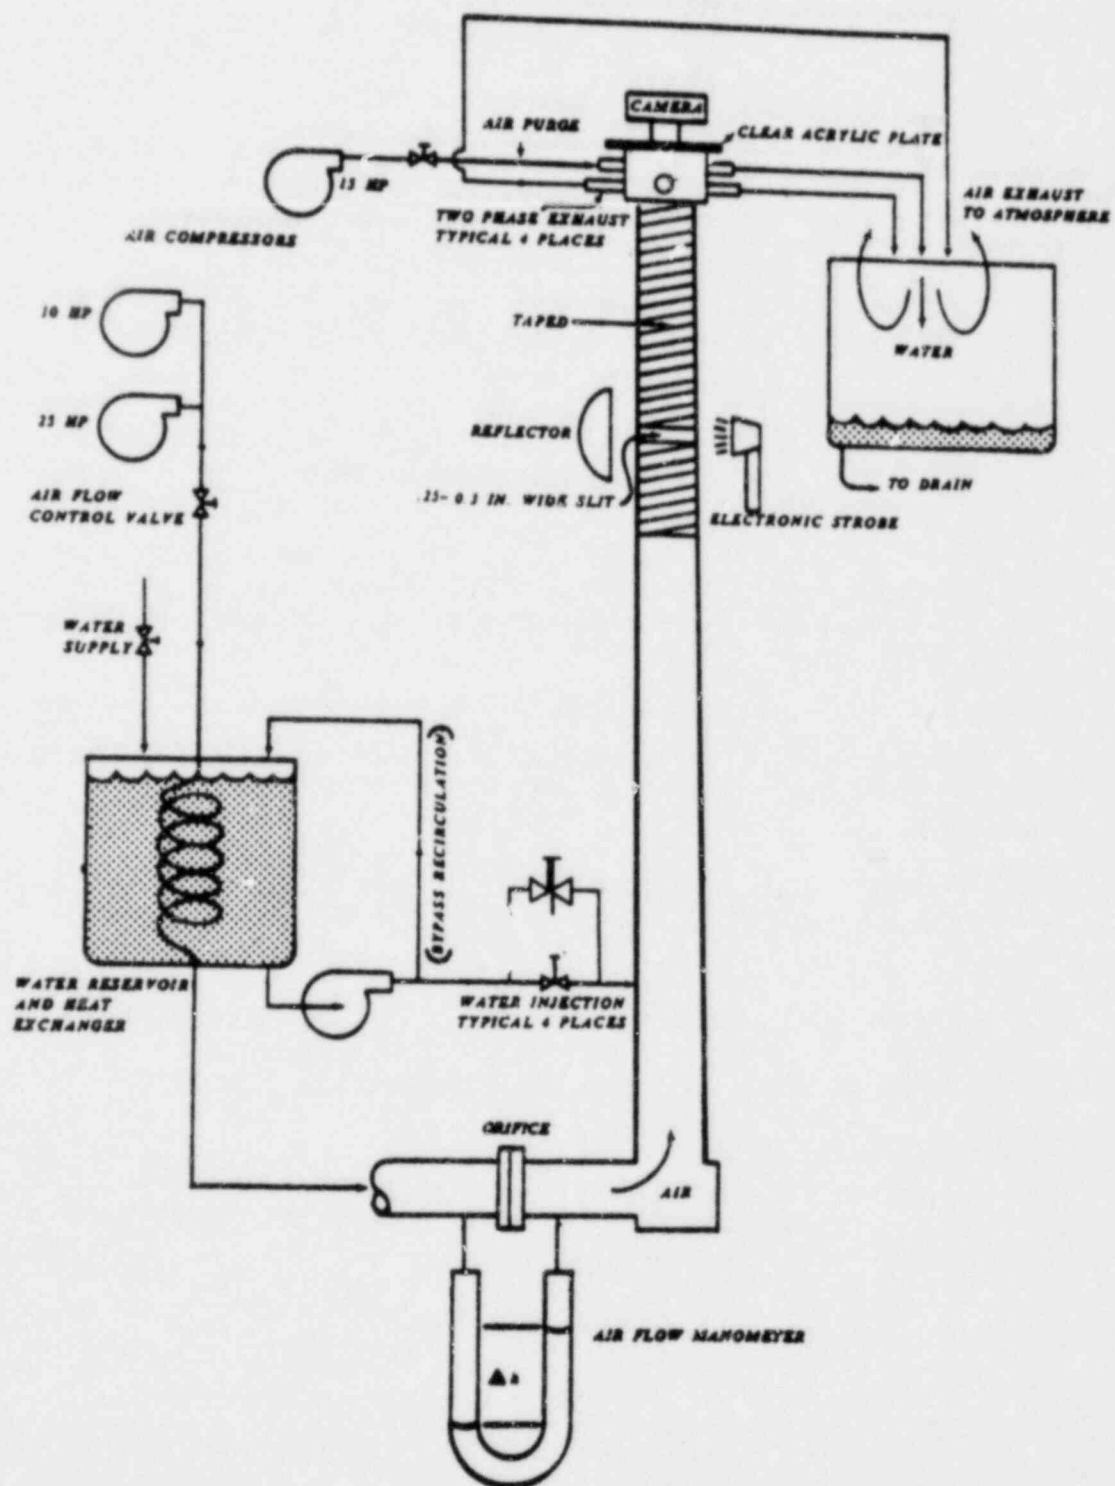 CAMERA
AIR PURGE
CLEAR ACRYLIC PLATE
15 HP
TWO PHASE EXHAUST
TYPICAL 4 PLACES
AIR EXHAUST
TO ATMOSPHERE
AIR COMPRESSORS
10 HP
TAPED
WATER
25 HP
REFLECTOR
TO DRAIN
.25- 0.5 IN. WIDE SLIT
ELECTRONIC STROBE
AIR FLOW
CONTROL VALVE
WATER
SUPPLY
(BYPASS RECIRCULATION)
WATER RESERVOIR
AND HEAT
EXCHANGER
WATER INJECTION
TYPICAL 4 PLACES
ORIFICE
AIR
AIR FLOW MANOMEYER
▲ h